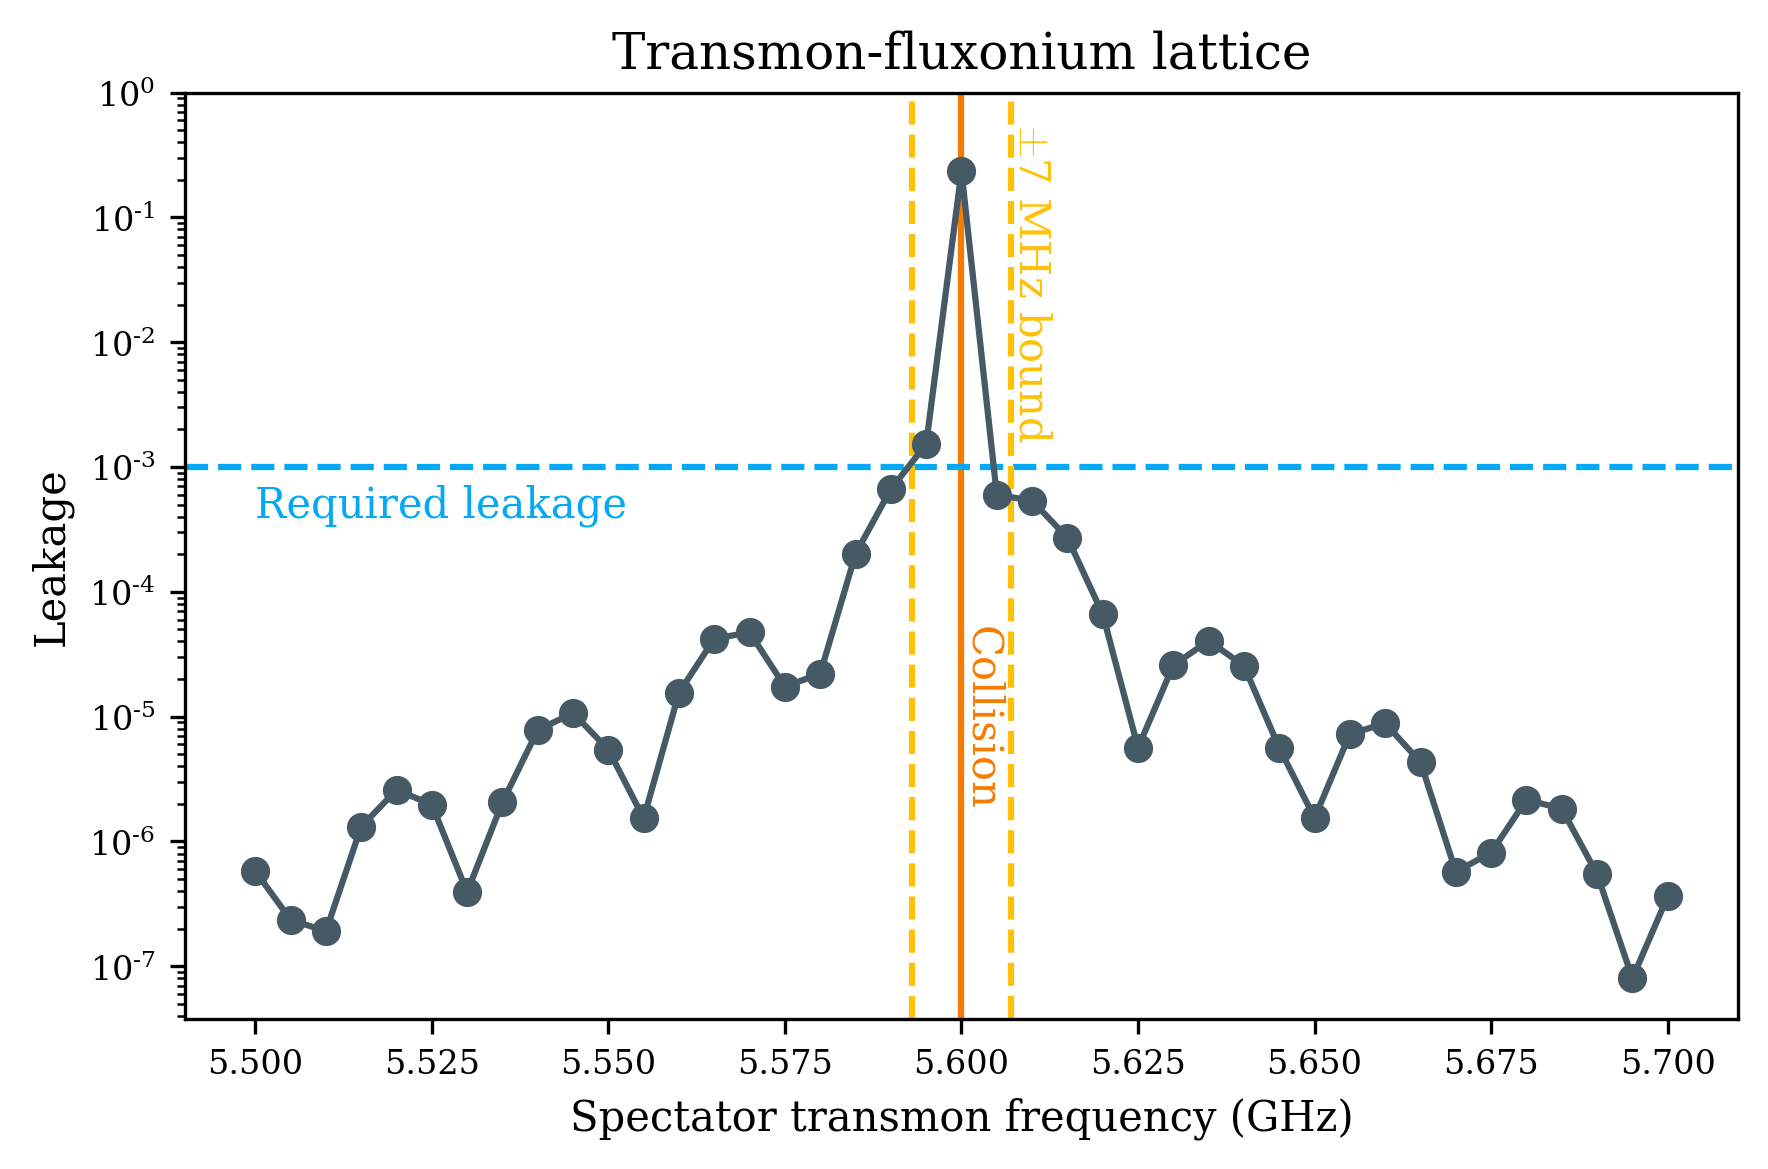 Transmon-fluxonium lattice
10⁰
10⁻¹
10⁻²
10⁻³
10⁻⁴
10⁻⁵
10⁻⁶
10⁻⁷
Leakage
±7 MHz bound
Required leakage
Collision
5.500 5.525 5.550 5.575 5.600 5.625 5.650 5.675 5.700
Spectator transmon frequency (GHz)